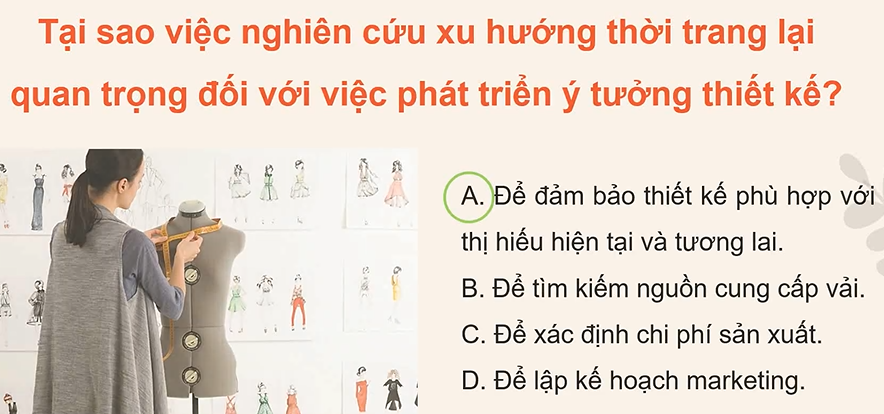 Tại sao việc nghiên cứu xu hướng thời trang lại
quan trọng đối với việc phát triển ý tưởng thiết kế?
A. Để đảm bảo thiết kế phù hợp với
thị hiếu hiện tại và tương lai.
B. Để tìm kiếm nguồn cung cấp vải.
C. Để xác định chi phí sản xuất.
D. Để lập kế hoạch marketing.